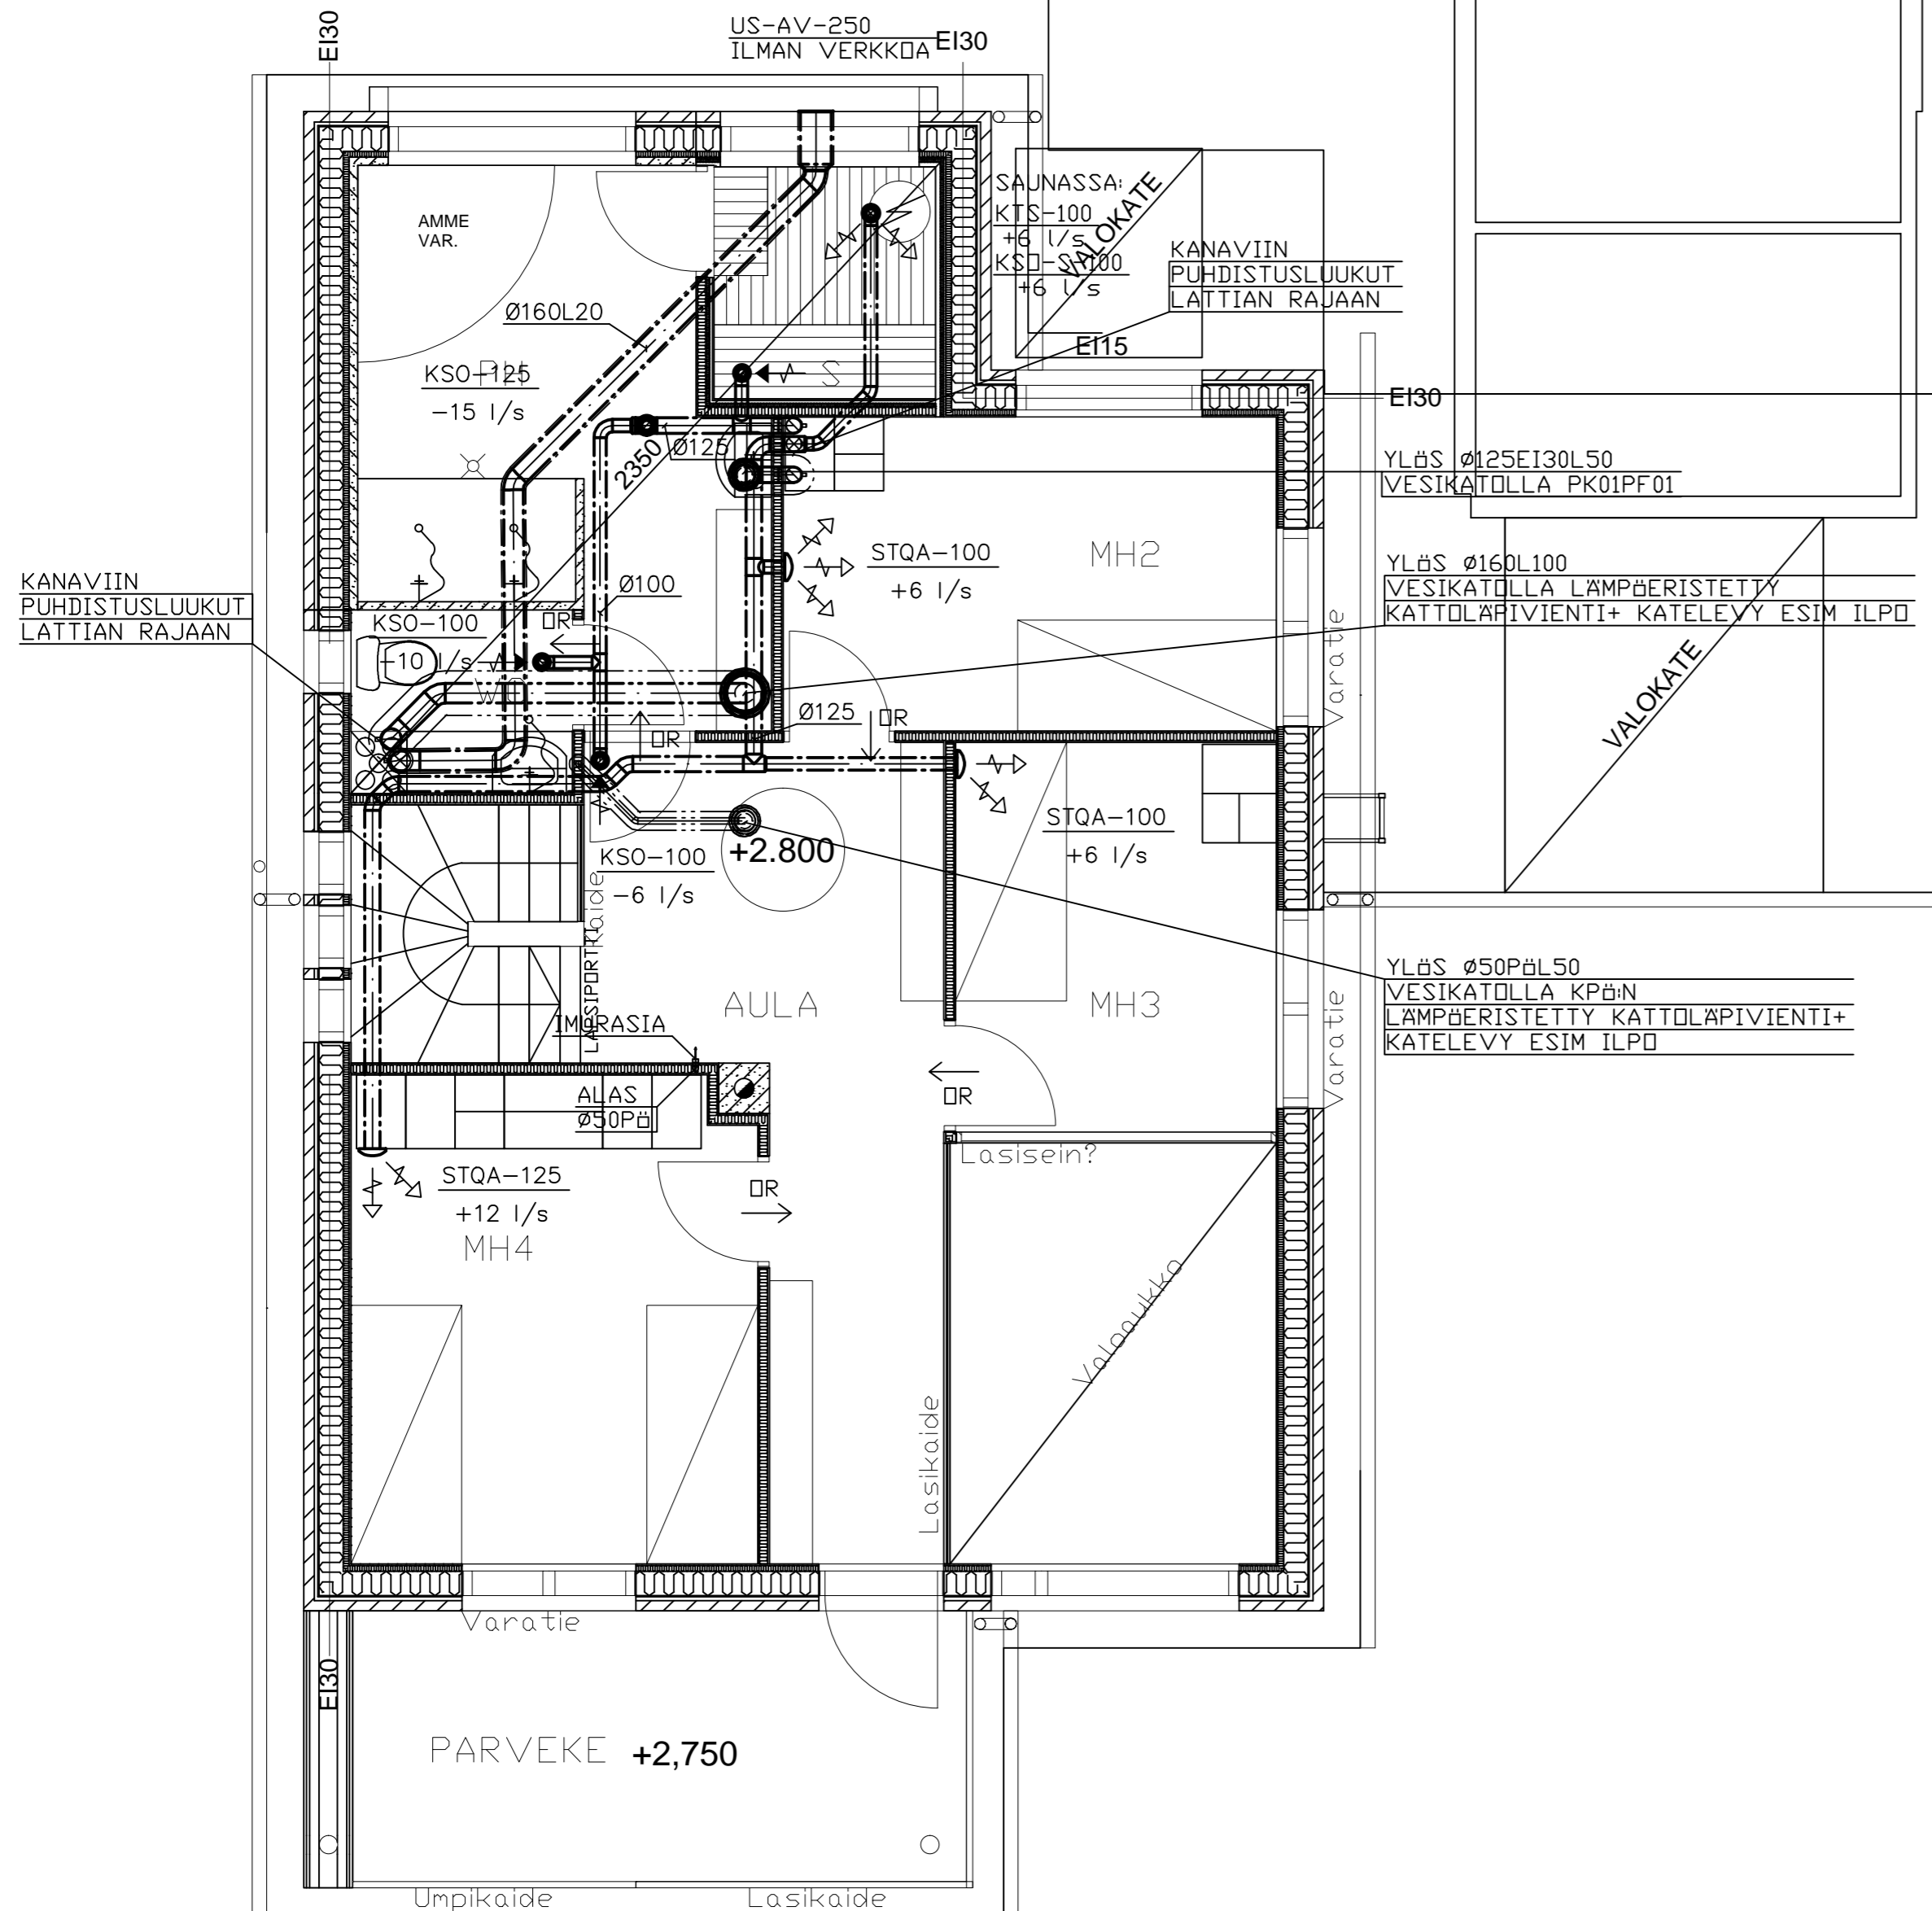 EI30
US-AV-250
ILMAN VERKKOA
EI30
AMME
VAR.
SAUNASSA:
KTS-100
+6 l/s
KSO-S-100
+6 l/s
VALOKATE
KANAVIIN
PUHDISTUSLUUKUT
LATTIAN RAJAAN
Ø160L20
EI15
PH
KSO-125
-15 l/s
S
EI30
Ø125
2350
YLÖS Ø125EI30L50
VESIKATOLLA PK01PF01
STQA-100
+6 l/s
MH2
YLÖS Ø160L100
VESIKATOLLA LÄMPÖERISTETTY
KATTOLÄPIVIENTI+ KATELEVY ESIM ILPO
KANAVIIN
PUHDISTUSLUUKUT
LATTIAN RAJAAN
Ø100
KSO-100
-10 l/s
OR
Varatie
VALOKATE
Ø125
OR
OR
STQA-100
+6 l/s
KSO-100
-6 l/s
+2.800
Kaide
LAPSIPORTTI
YLÖS Ø50PÖL50
VESIKATOLLA KPÖ:N
LÄMPÖERISTETTY KATTOLÄPIVIENTI+
KATELEVY ESIM ILPO
AULA
MH3
Varatie
IMURASIA
ALAS
Ø50PÖ
OR
Lasisein?
STQA-125
+12 l/s
MH4
OR
Valoaukko
Lasikaide
Varatie
EI30
PARVEKE +2,750
Umpikaide
Lasikaide